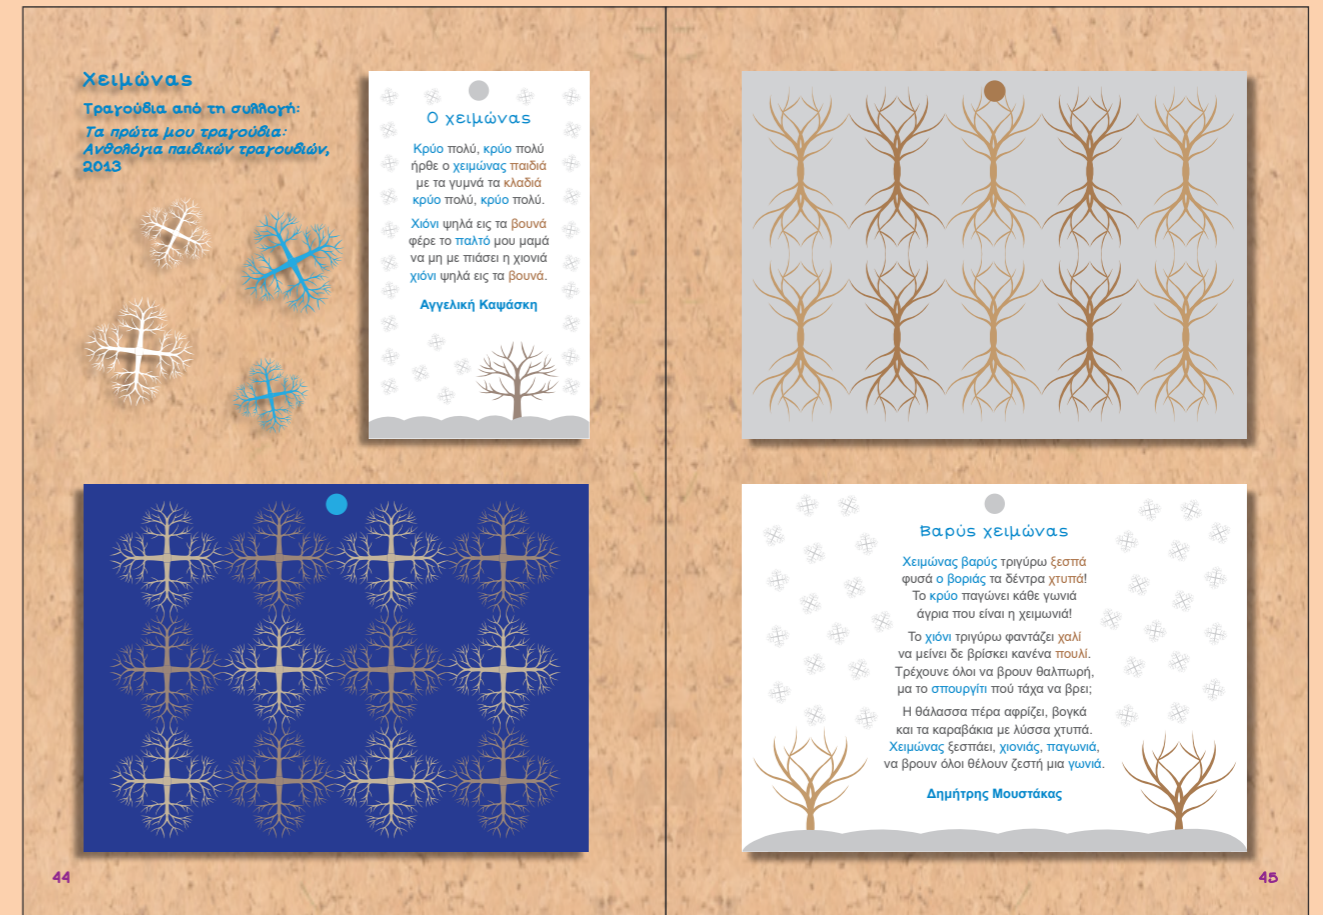 Χειμώνας
Τραγούδια από τη συλλογή:
Τα πρώτα μου τραγούδια:
Ανθολόγια παιδικών τραγουδιών,
2013
Ο χειμώνας
Κρύο πολύ, κρύο πολύ
ήρθε ο χειμώνας παιδιά
με τα γυμνά τα κλαδιά
κρύο πολύ, κρύο πολύ.
Χιόνι ψηλά εις τα βουνά
φέρε το παλτό μου μαμά
να μη με πιάσει η χιονιά
χιόνι ψηλά εις τα βουνά.
Αγγελική Καψάσκη
Βαρύς χειμώνας
Χειμώνας βαρύς τριγύρω ξεσπά
φυσά ο βοριάς τα δέντρα χτυπά!
Το κρύο παγώνει κάθε γωνιά
άγρια που είναι η χειμωνιά!
Το χιόνι τριγύρω φαντάζει χαλί
να μείνει δε βρίσκει κανένα πουλί.
Τρέχουνε όλοι να βρουν θαλπωρή,
μα το σπουργίτι πού τάχα να βρει;
Η θάλασσα πέρα αφρίζει, βογκά
και τα καραβάκια με λύσσα χτυπά.
Χειμώνας ξεσπάει, χιονιάς, παγωνιά,
να βρουν όλοι θέλουν ζεστή μια γωνιά.
Δημήτρης Μουστάκας
44
45